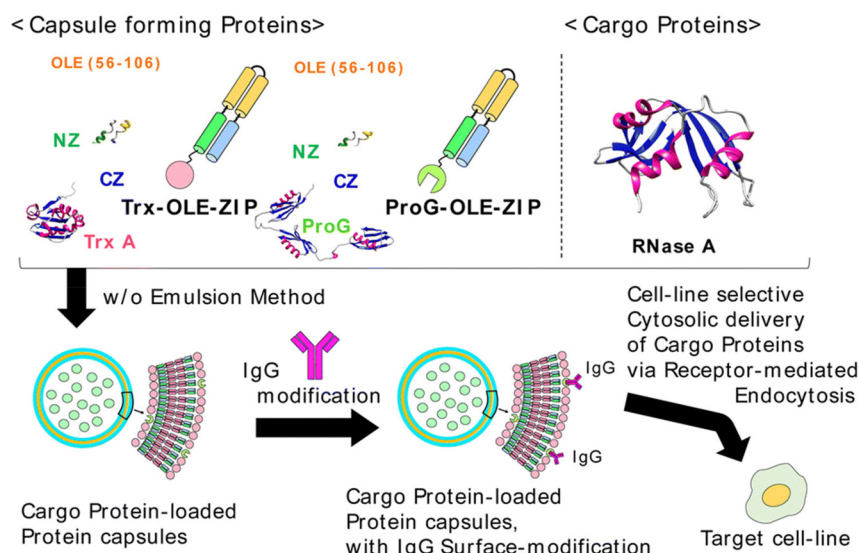 < Capsule forming Proteins>
< Cargo Proteins>
OLE (56-106)
OLE (56-106)
NZ
NZ
CZ
CZ
Trx-OLE-ZIP
ProG-OLE-ZIP
Trx A
ProG
RNase A
w/o Emulsion Method
Cell-line selective
Cytosolic delivery
of Cargo Proteins
via Receptor-mediated
Endocytosis
IgG
modification
IgG
IgG
Cargo Protein-loaded
Protein capsules
Cargo Protein-loaded
Protein capsules,
with IgG Surface-modification
Target cell-line